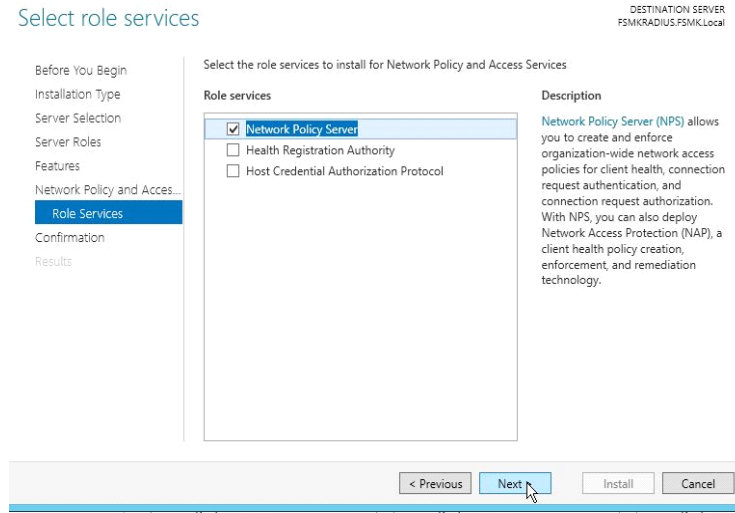 Select role services
DESTINATION SERVER
FSMKRADIUS.FSMK.Local
Before You Begin
Installation Type
Server Selection
Server Roles
Features
Network Policy and Acces...
Role Services
Confirmation
Results
Select the role services to install for Network Policy and Access Services
Role services
Network Policy Server
Health Registration Authority
Host Credential Authorization Protocol
Description
Network Policy Server (NPS) allows
you to create and enforce
organization-wide network access
policies for client health, connection
request authentication, and
connection request authorization.
With NPS, you can also deploy
Network Access Protection (NAP), a
client health policy creation,
enforcement, and remediation
technology.
< Previous
Next
Install
Cancel